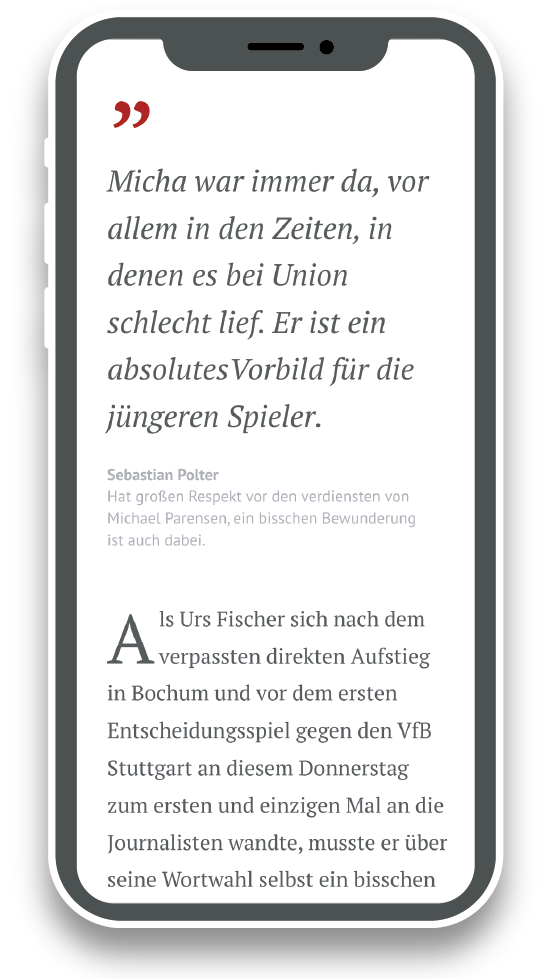 ”
Micha war immer da, vor
allem in den Zeiten, in
denen es bei Union
schlecht lief. Er ist ein
absolutesVorbild für die
jüngeren Spieler.
Sebastian Polter
Hat großen Respekt vor den verdiensten von
Michael Parensen, ein bisschen Bewunderung
ist auch dabei.
Als Urs Fischer sich nach dem
verpassten direkten Aufstieg
in Bochum und vor dem ersten
Entscheidungsspiel gegen den VfB
Stuttgart an diesem Donnerstag
zum ersten und einzigen Mal an die
Journalisten wandte, musste er über
seine Wortwahl selbst ein bisschen